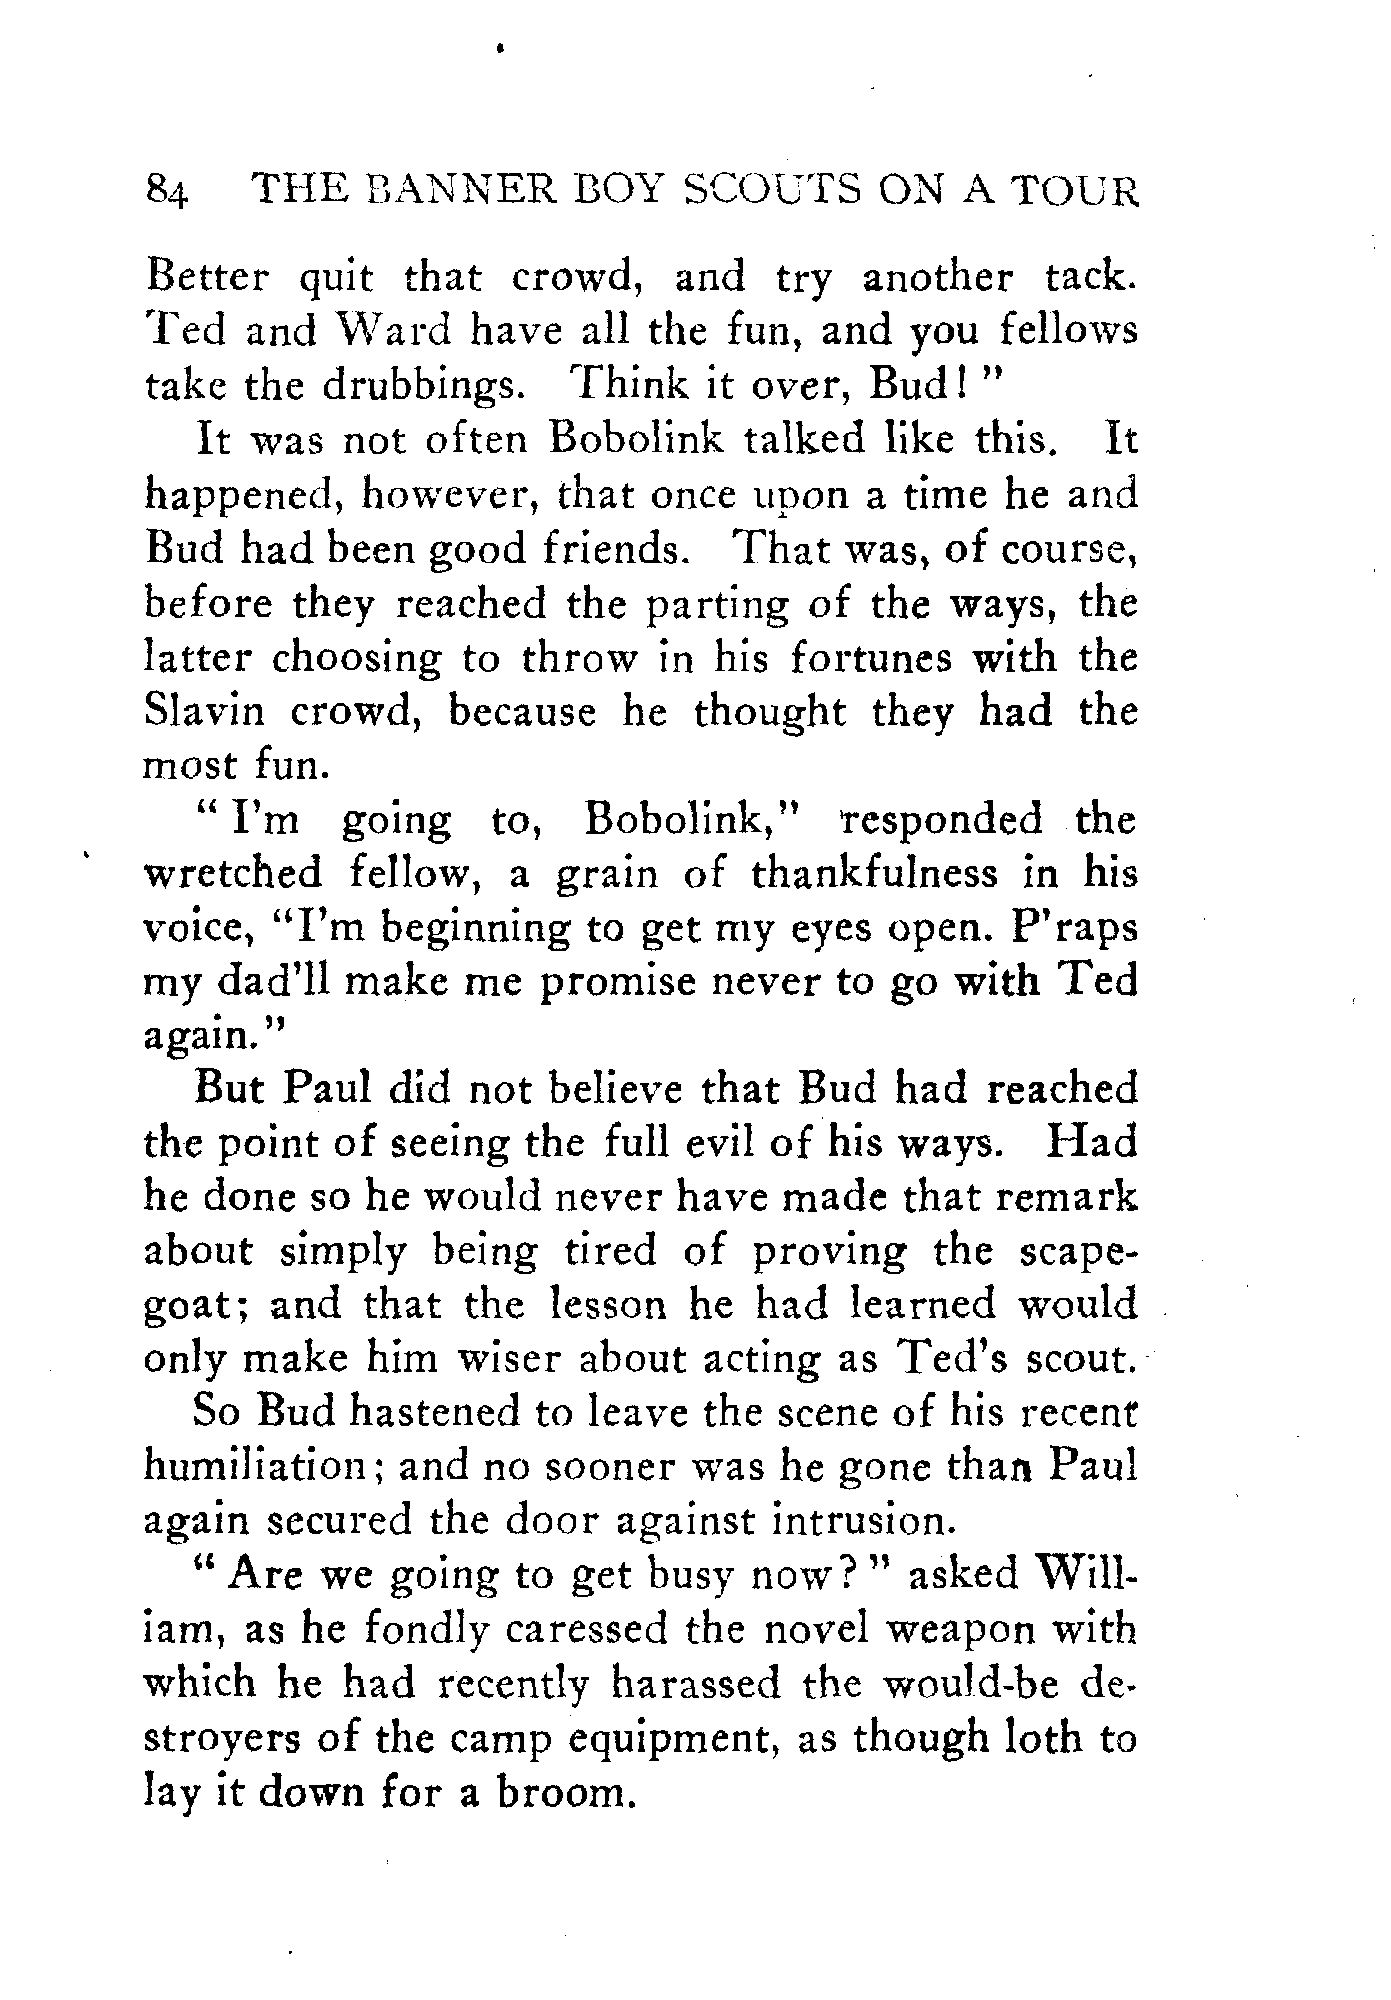 84 THE BANNER BOY SCOUTS ON A TOUR
Better quit that crowd, and try another tack.
Ted and Ward have all the fun, and you fellows
take the drubbings. Think it over, Bud! "
It was not often Bobolink talked like this. It
happened, however, that once upon a time he and
Bud had been good friends. That was, of course,
before they reached the parting of the ways, the
latter choosing to throw in his fortunes with the
Slavin crowd, because he thought they had the
most fun.
" I'm going to, Bobolink," responded the
wretched fellow, a grain of thankfulness in his
voice, "I'm beginning to get my eyes open. P'raps
my dad'll make me promise never to go with Ted
again."
But Paul did not believe that Bud had reached
the point of seeing the full evil of his ways. Had
he done so he would never have made that remark
about simply being tired of proving the scape-
goat; and that the lesson he had learned would
only make him wiser about acting as Ted's scout.
So Bud hastened to leave the scene of his recent
humiliation; and no sooner was he gone than Paul
again secured the door against intrusion.
" Are we going to get busy now? " asked Will-
iam, as he fondly caressed the novel weapon with
which he had recently harassed the would-be de-
stroyers of the camp equipment, as though loth to
lay it down for a broom.